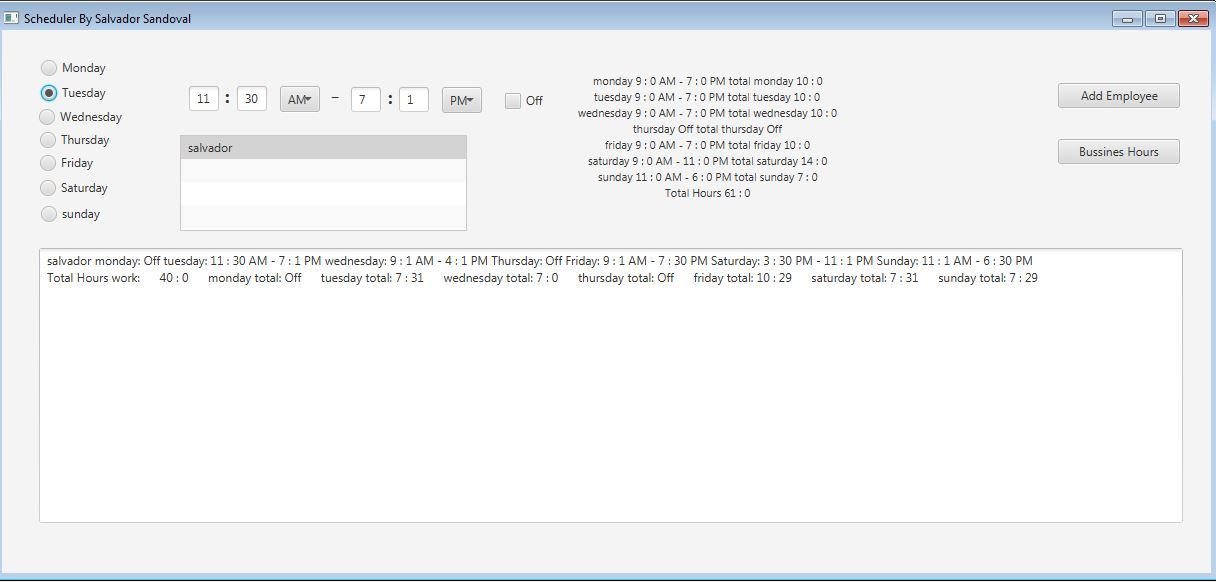 Scheduler By Salvador Sandoval
Monday
Tuesday
Wednesday
Thursday
Friday
Saturday
sunday
11 : 30 AM – 7 : 1 PM Off
salvador
monday 9 : 0 AM - 7 : 0 PM total monday 10 : 0
tuesday 9 : 0 AM - 7 : 0 PM total tuesday 10 : 0
wednesday 9 : 0 AM - 7 : 0 PM total wednesday 10 : 0
thursday Off total thursday Off
friday 9 : 0 AM - 7 : 0 PM total friday 10 : 0
saturday 9 : 0 AM - 11 : 0 PM total saturday 14 : 0
sunday 11 : 0 AM - 6 : 0 PM total sunday 7 : 0
Total Hours 61 : 0
Add Employee
Bussines Hours
salvador monday: Off tuesday: 11 : 30 AM - 7 : 1 PM wednesday: 9 : 1 AM - 4 : 1 PM Thursday: Off Friday: 9 : 1 AM - 7 : 30 PM Saturday: 3 : 30 PM - 11 : 1 PM Sunday: 11 : 1 AM - 6 : 30 PM
Total Hours work: 40 : 0 monday total: Off tuesday total: 7 : 31 wednesday total: 7 : 0 thursday total: Off friday total: 10 : 29 saturday total: 7 : 31 sunday total: 7 : 29